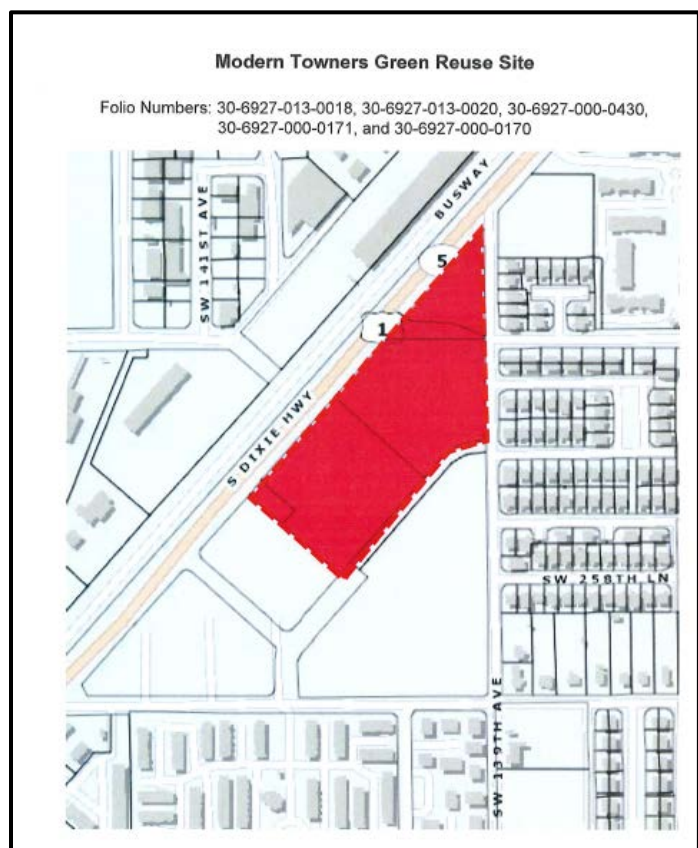 Modern Towners Green Reuse Site
Folio Numbers: 30-6927-013-0018, 30-6927-013-0020, 30-6927-000-0430,
30-6927-000-0171, and 30-6927-000-0170
BUSWAY
SW 141ST AVE
5
1
S DIXIE HWY
SW 258TH LN
SW 139TH AVE